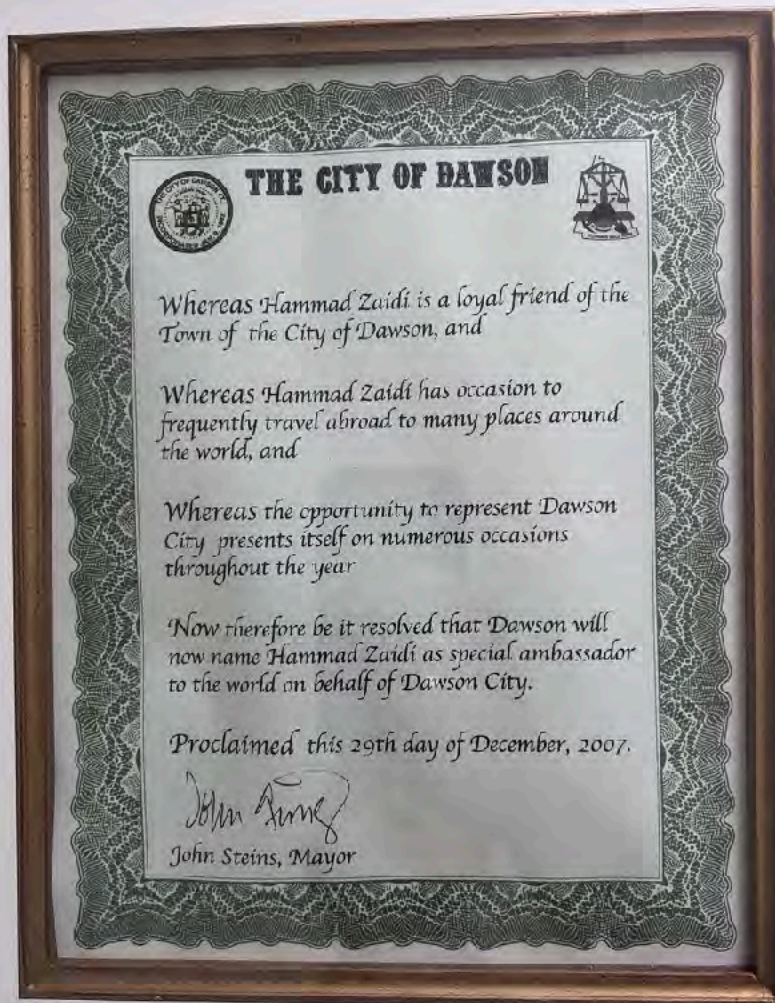 THE CITY OF DAWSON
Whereas Hammad Zaidi is a loyal friend of the
Town of the City of Dawson, and
Whereas Hammad Zaidi has occasion to
frequently travel abroad to many places around
the world, and
Whereas the opportunity to represent Dawson
City presents itself on numerous occasions
throughout the year
Now therefore be it resolved that Dawson will
now name Hammad Zaidi as special ambassador
to the world on behalf of Dawson City.
Proclaimed this 29th day of December, 2007.
John Steins, Mayor